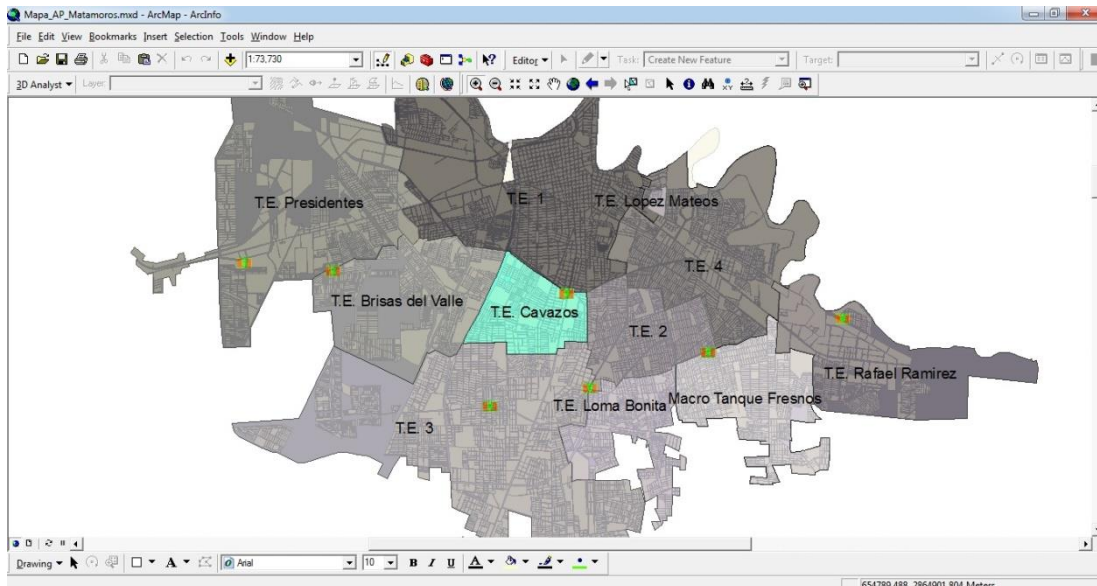 Mapa_AP_Matamoros.mxd - ArcMap - ArcInfo
File Edit View Bookmarks Insert Selection Tools Window Help
1:73,730 Editor Task: Create New Feature Target:
3D Analyst Layer:
T.E. Presidentes
T.E. 1
T.E. Lopez Mateos
T.E. 4
T.E. Brisas del Valle
T.E. Cavazos
T.E. 2
T.E. Rafael Ramirez
T.E. 3
T.E. Loma Bonita
Macro Tanque Fresnos
Drawing A Arial 10 B I U A
654789.488 2864901.804 Meters